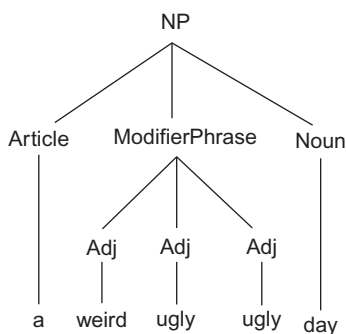 NP
Article ModifierPhrase Noun
Adj Adj Adj
a weird ugly ugly day